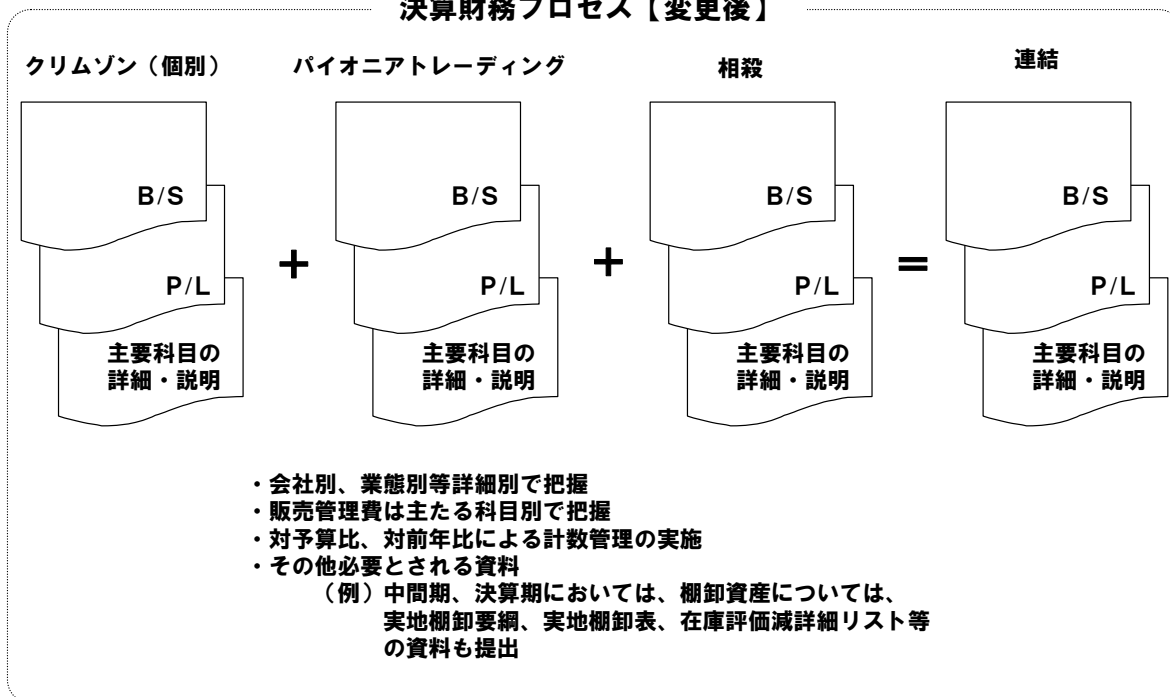 決算財務プロセス【変更後】
クリムゾン（個別）
パイオニアトレーディング
相殺
連結
B/S
P/L
主要科目の
詳細・説明
＋
B/S
P/L
主要科目の
詳細・説明
＋
B/S
P/L
主要科目の
詳細・説明
＝
B/S
P/L
主要科目の
詳細・説明
・会社別、業態別等詳細別で把握
・販売管理費は主たる科目別で把握
・対予算比、対前年比による計数管理の実施
・その他必要とされる資料
（例）中間期、決算期においては、棚卸資産については、
実地棚卸要綱、実地棚卸表、在庫評価減詳細リスト等
の資料も提出